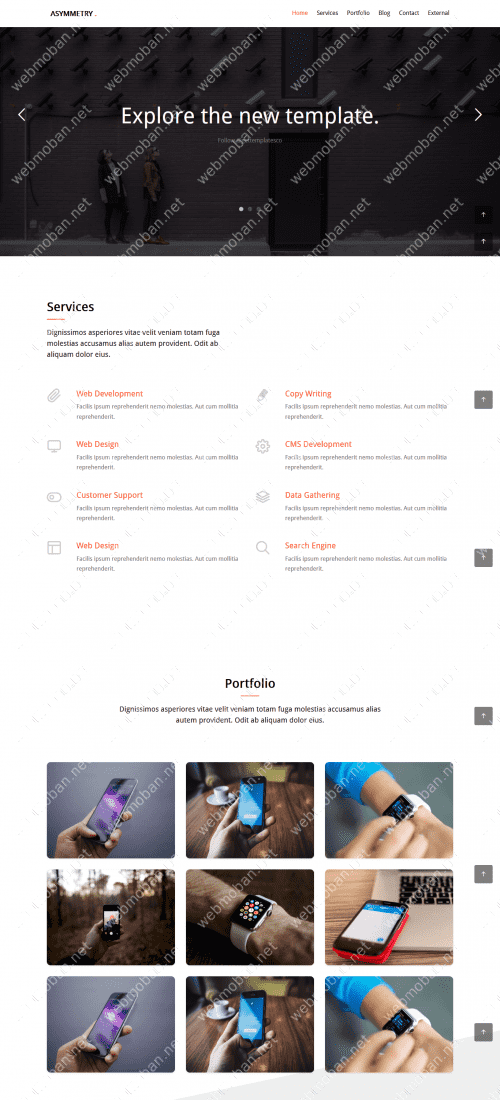 ASYMMETRY .
Home Services Portfolio Blog Contact External
Explore the new template.
webmoban.net
Services
Dignissimos asperiores vitae velit veniam totam fuga
molestias accusamus alias autem provident. Odit ab
aliquam dolor eius.
Web Development
Facilis ipsum reprehenderit nemo molestias. Aut cum mollitia
reprehenderit.
Copy Writing
Facilis ipsum reprehenderit nemo molestias. Aut cum mollitia
reprehenderit.
Web Design
Facilis ipsum reprehenderit nemo molestias. Aut cum mollitia
reprehenderit.
CMS Development
Facilis ipsum reprehenderit nemo molestias. Aut cum mollitia
reprehenderit.
Customer Support
Facilis ipsum reprehenderit nemo molestias. Aut cum mollitia
reprehenderit.
Data Gathering
Facilis ipsum reprehenderit nemo molestias. Aut cum mollitia
reprehenderit.
Web Design
Facilis ipsum reprehenderit nemo molestias. Aut cum mollitia
reprehenderit.
Search Engine
Facilis ipsum reprehenderit nemo molestias. Aut cum mollitia
reprehenderit.
Portfolio
Dignissimos asperiores vitae velit veniam totam fuga molestias accusamus alias
autem provident. Odit ab aliquam dolor eius.